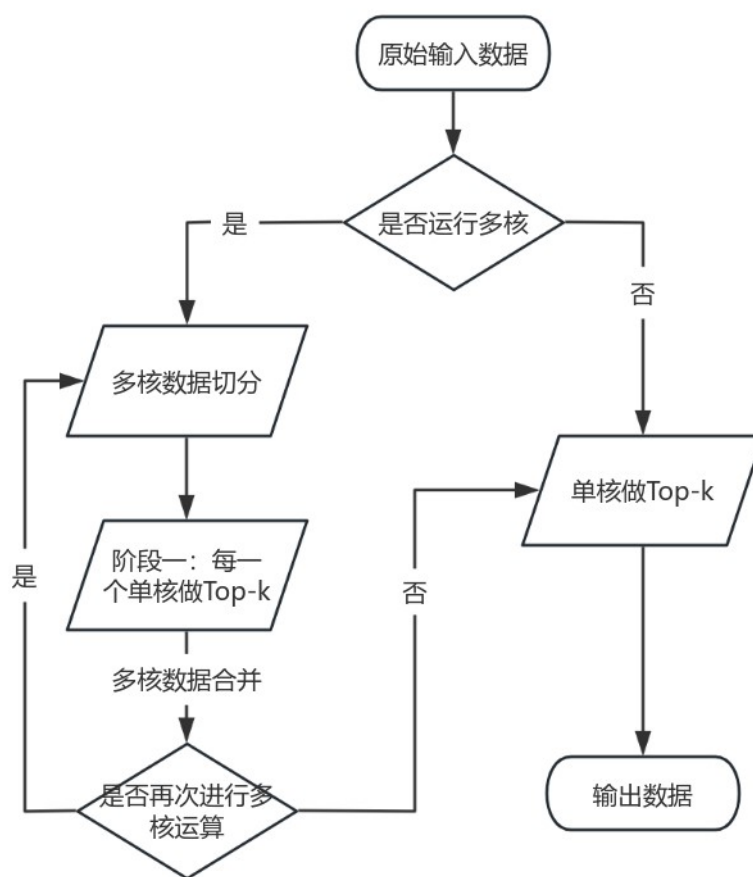 原始输入数据
是否运行多核
是
否
多核数据切分
单核做Top-k
阶段一：每一
个单核做Top-k
是
否
多核数据合并
是否再次进行多
核运算
输出数据